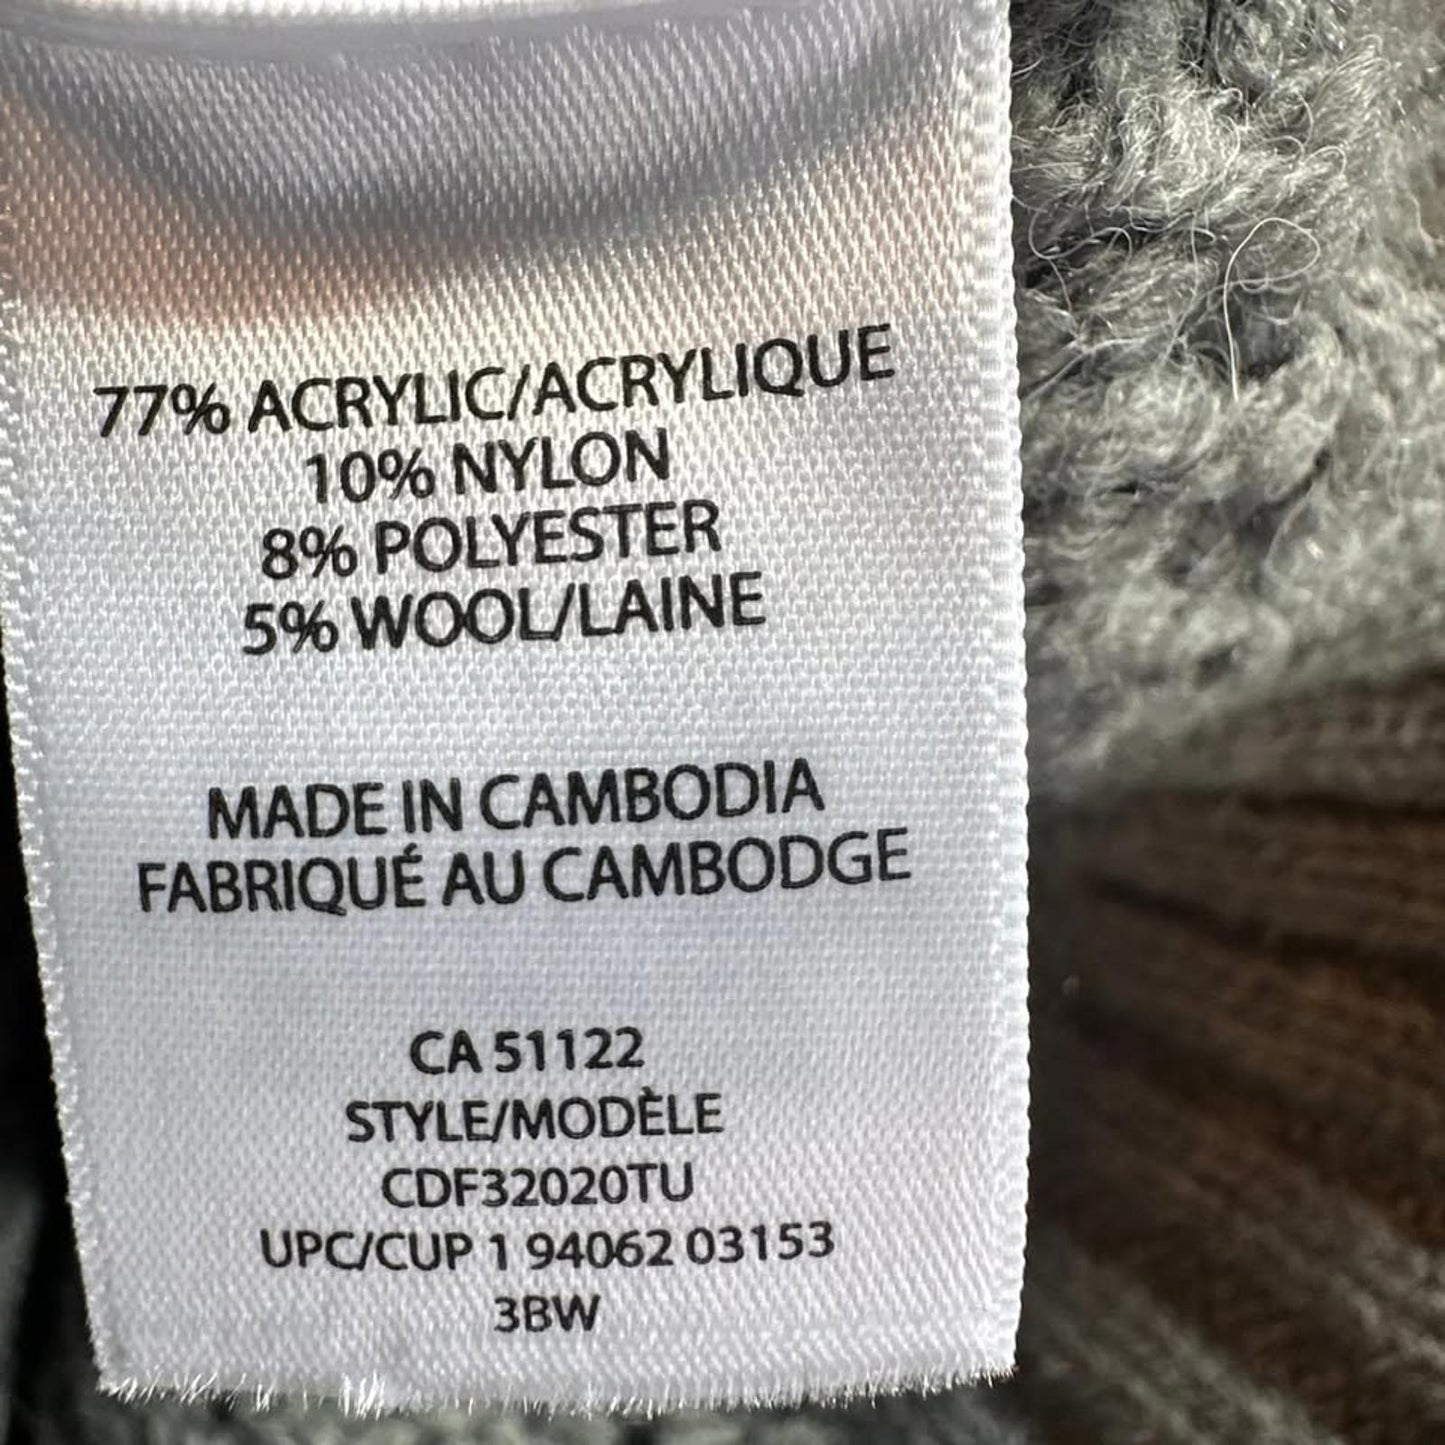 77% ACRYLIC/ACRYLIQUE
10% NYLON
8% POLYESTER
5% WOOL/LAINE
MADE IN CAMBODIA
FABRIQUÉ AU CAMBODGE
CA 51122
STYLE/MODÈLE
CDF32020TU
UPC/CUP 1 94062 03153
3BW